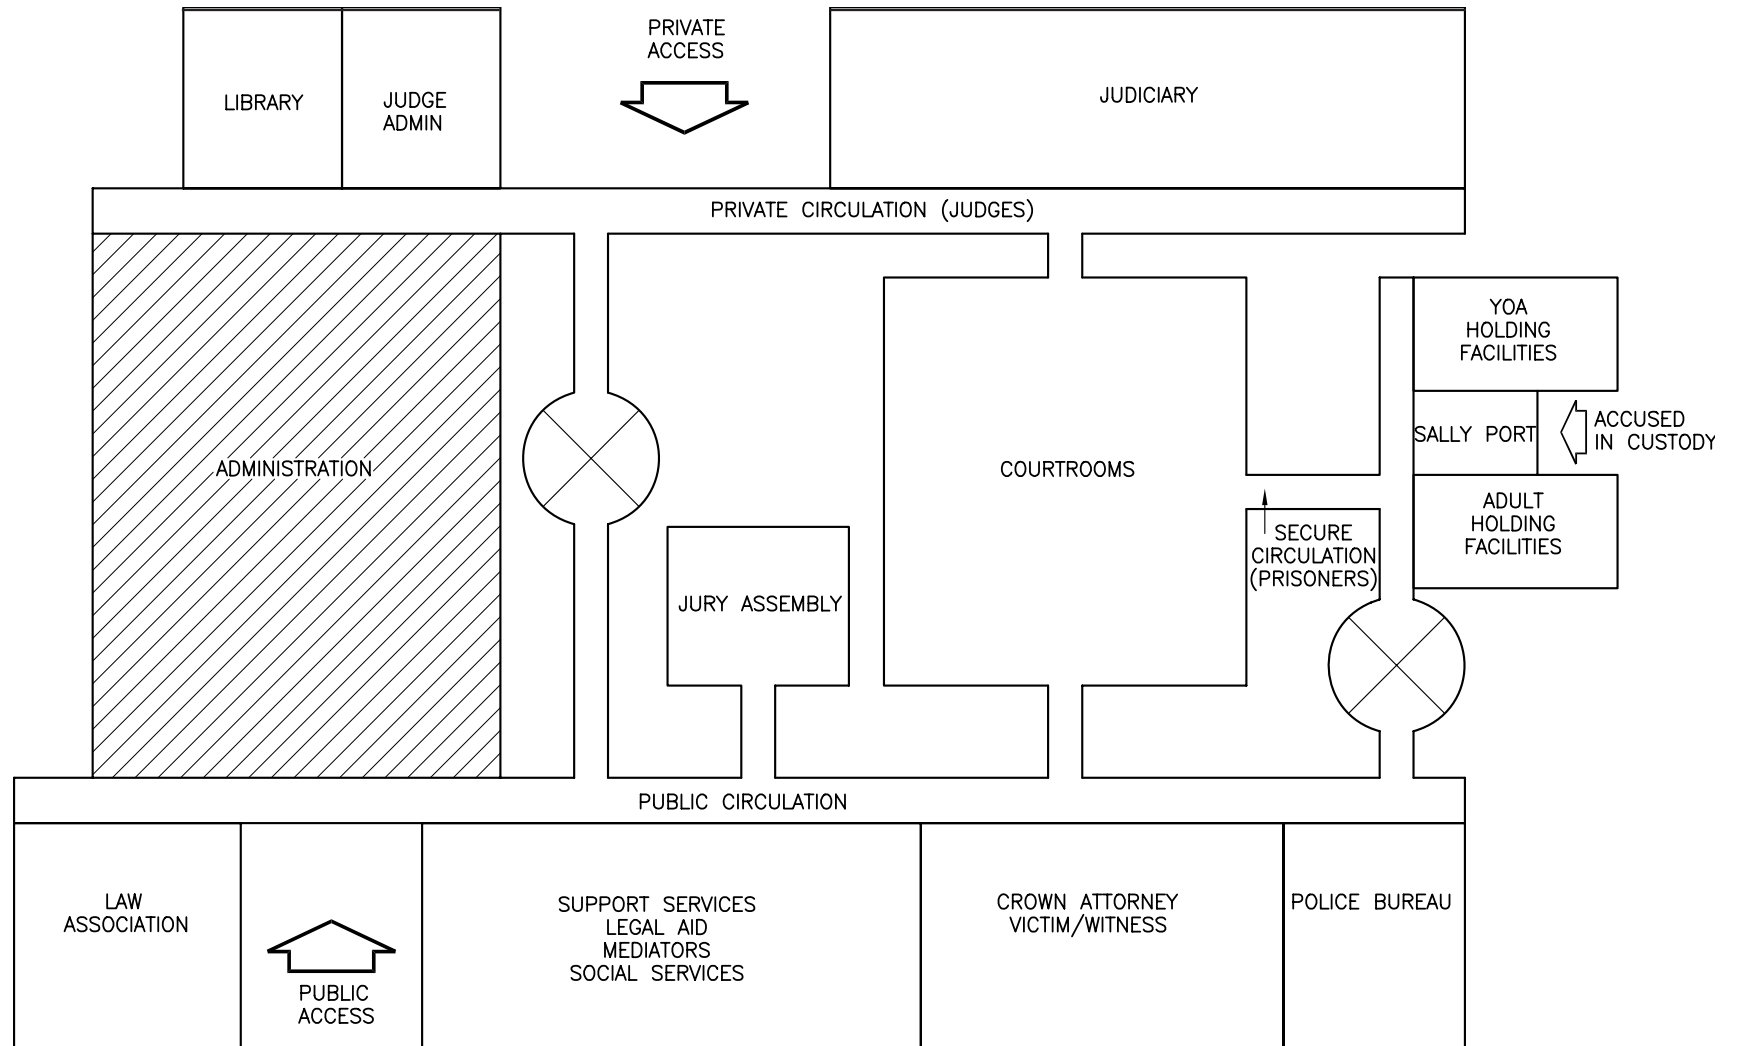 PRIVATE
ACCESS
LIBRARY
JUDGE
ADMIN
JUDICIARY
PRIVATE CIRCULATION (JUDGES)
YOA
HOLDING
FACILITIES
ACCUSED
IN CUSTODY
SALLY PORT
ADMINISTRATION
COURTROOMS
ADULT
HOLDING
FACILITIES
SECURE
CIRCULATION
(PRISONERS)
JURY ASSEMBLY
PUBLIC CIRCULATION
LAW
ASSOCIATION
PUBLIC
ACCESS
SUPPORT SERVICES
LEGAL AID
MEDIATORS
SOCIAL SERVICES
CROWN ATTORNEY
VICTIM/WITNESS
POLICE BUREAU